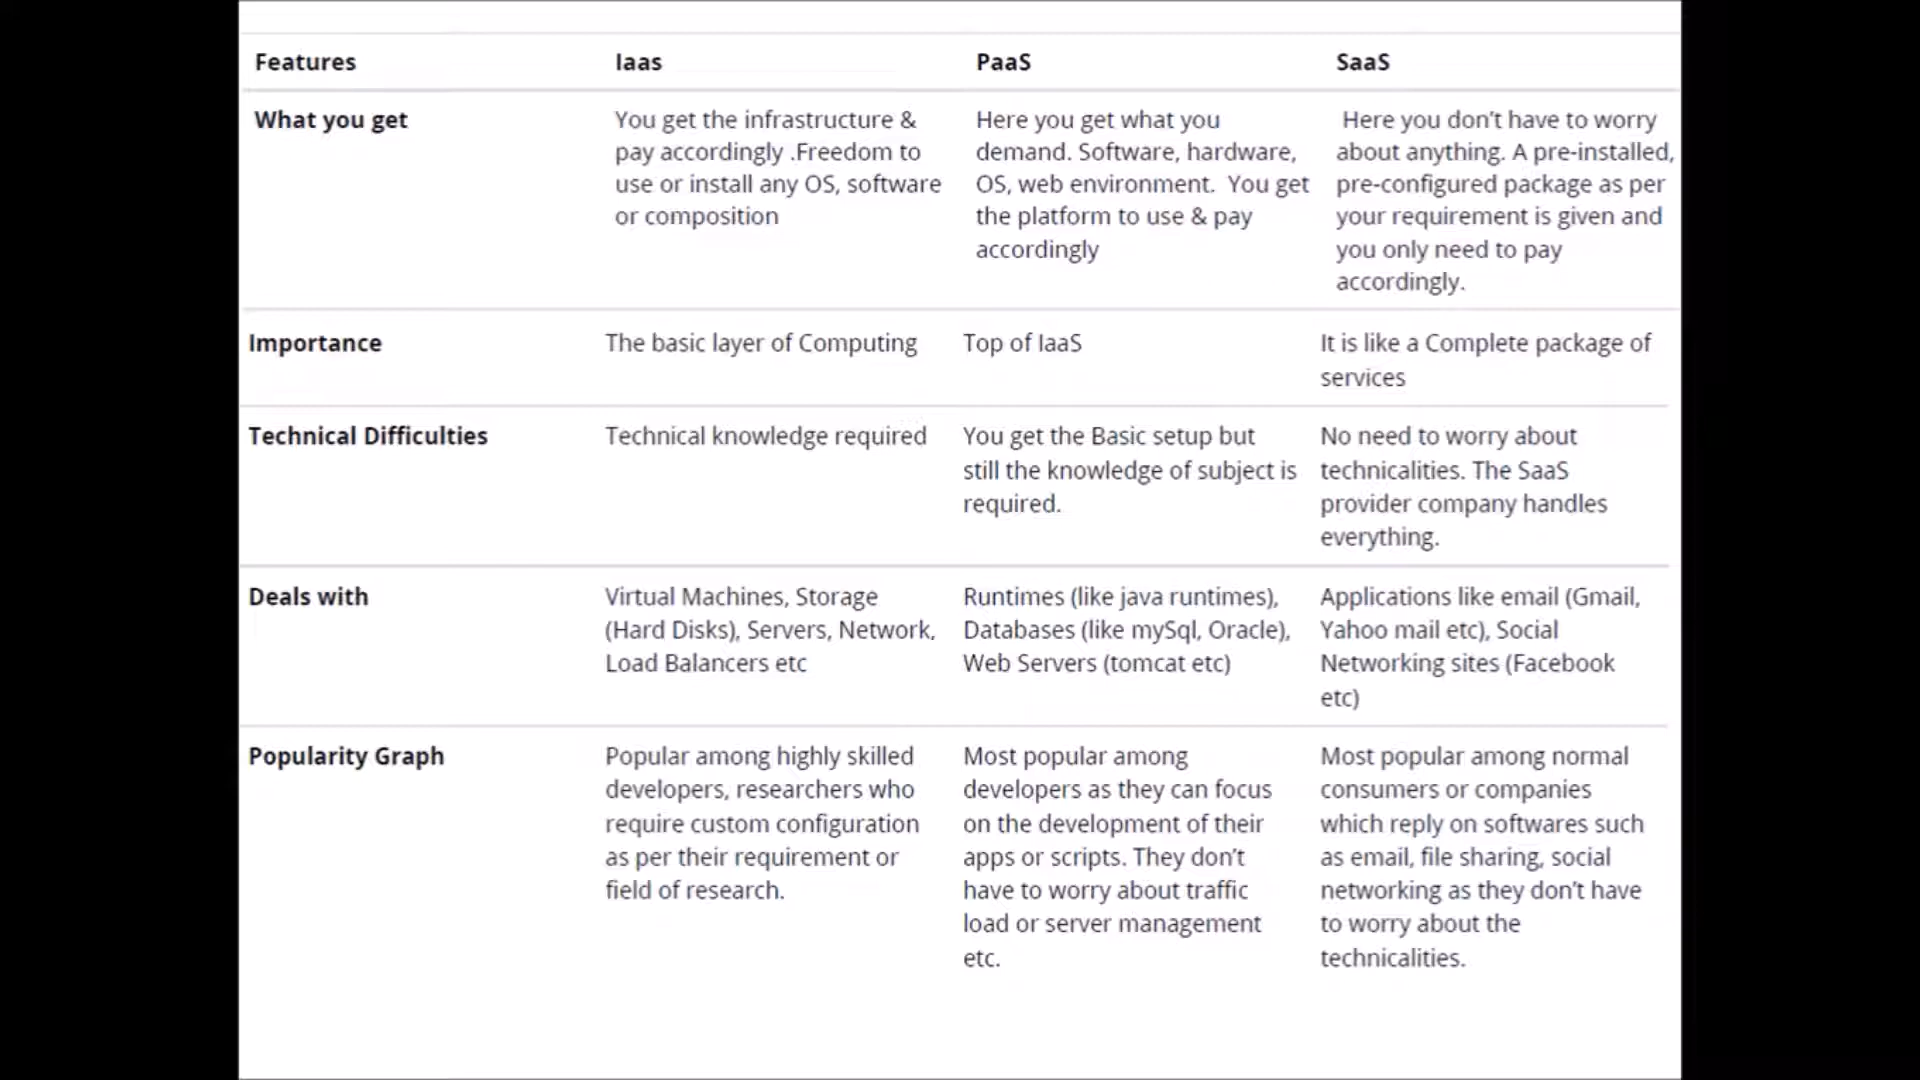 Features
Iaas
PaaS
SaaS
What you get
You get the infrastructure &
pay accordingly .Freedom to
use or install any OS, software
or composition
Here you get what you
demand. Software, hardware,
OS, web environment. You get
the platform to use & pay
accordingly
Here you don't have to worry
about anything. A pre-installed,
pre-configured package as per
your requirement is given and
you only need to pay
accordingly.
Importance
The basic layer of Computing
Top of IaaS
It is like a Complete package of
services
Technical Difficulties
Technical knowledge required
You get the Basic setup but
still the knowledge of subject is
required.
No need to worry about
technicalities. The SaaS
provider company handles
everything.
Deals with
Virtual Machines, Storage
(Hard Disks), Servers, Network,
Load Balancers etc
Runtimes (like java runtimes),
Databases (like mySql, Oracle),
Web Servers (tomcat etc)
Applications like email (Gmail,
Yahoo mail etc), Social
Networking sites (Facebook
etc)
Popularity Graph
Popular among highly skilled
developers, researchers who
require custom configuration
as per their requirement or
field of research.
Most popular among
developers as they can focus
on the development of their
apps or scripts. They don't
have to worry about traffic
load or server management
etc.
Most popular among normal
consumers or companies
which reply on softwares such
as email, file sharing, social
networking as they don't have
to worry about the
technicalities.